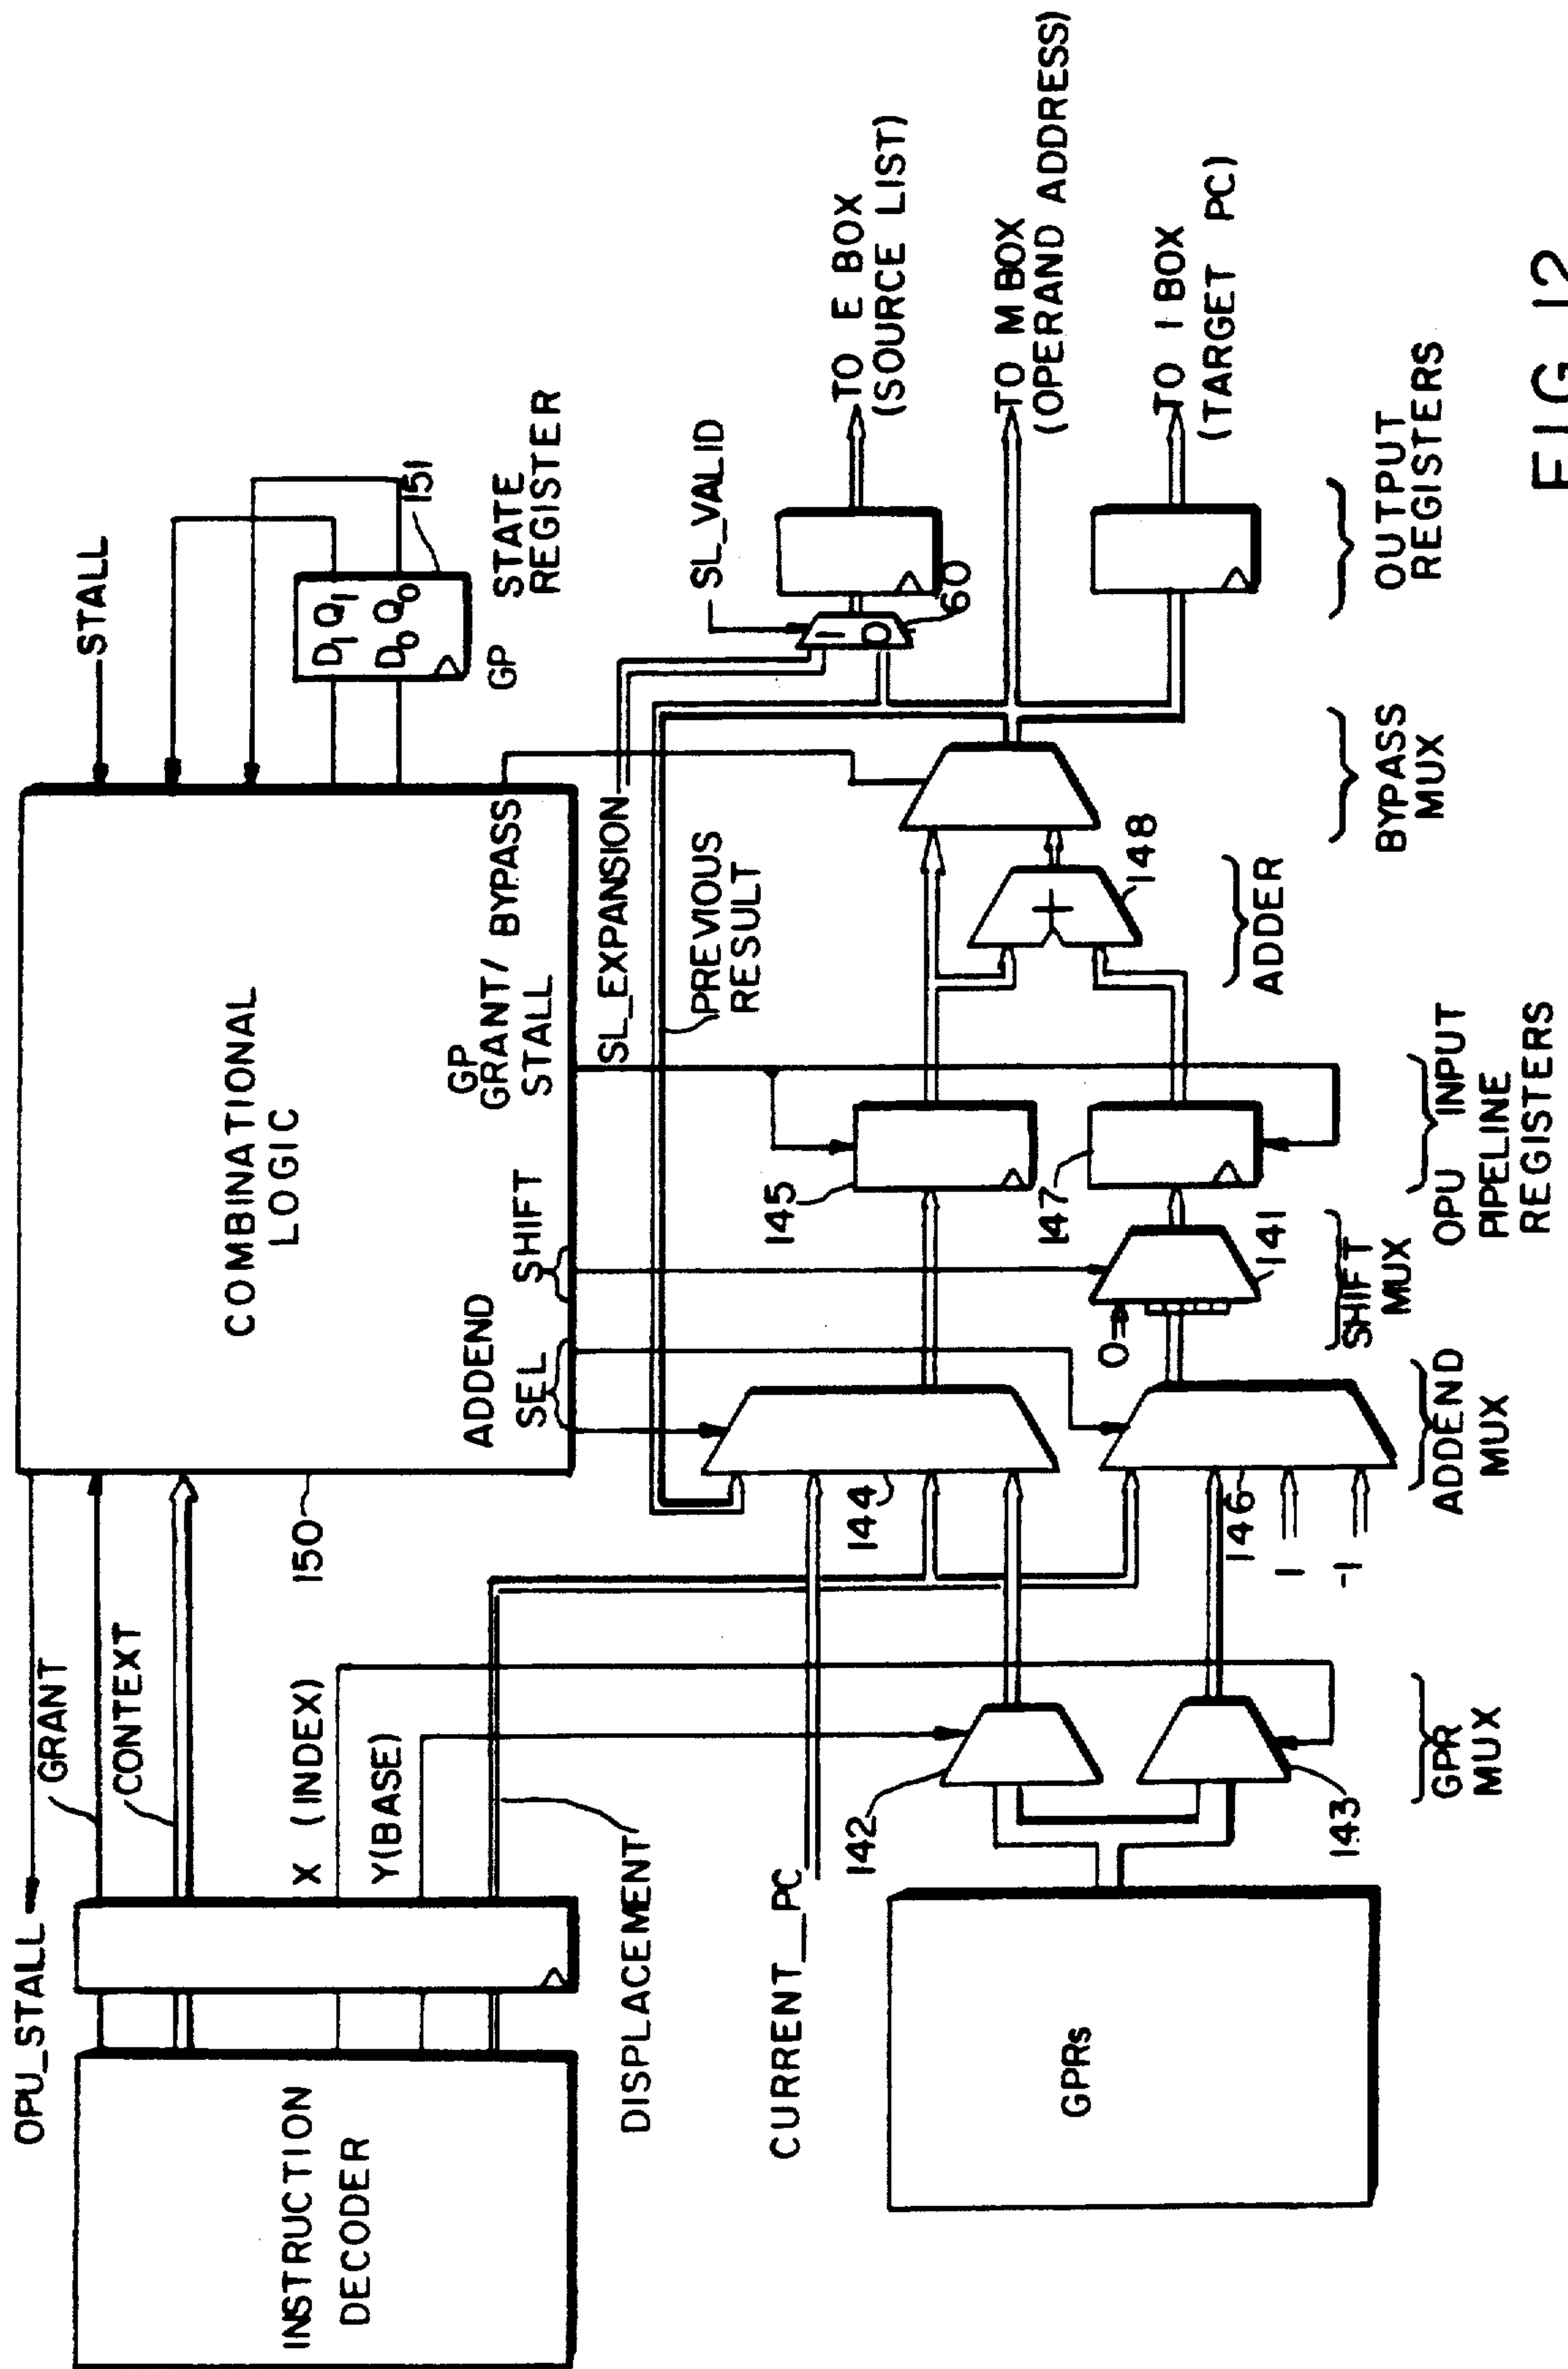 OPU_STALL
GRANT
CONTEXT
X (INDEX)
Y(BASE)
INSTRUCTION
DECODER
DISPLACEMENT
CURRENT_PC
GPRs
142
143
GPR
MUX
150
COMBINATIONAL
LOGIC
ADDEND
SEL
SHIFT
GP
GRANT/
STALL
BYPASS
STALL
D1 Q1
D0 Q0
GP
STATE
REGISTER
151
SL_EXPANSION
PREVIOUS
RESULT
144
146
1
-1
ADDEND
MUX
0
141
SHIFT
MUX
145
147
OPU INPUT
PIPELINE
REGISTERS
+
148
ADDER
BYPASS
MUX
SL_VALID
1
0
60
OUTPUT
REGISTERS
TO E BOX
(SOURCE LIST)
TO M BOX
(OPERAND ADDRESS)
TO I BOX
(TARGET PC)
FIG. 12